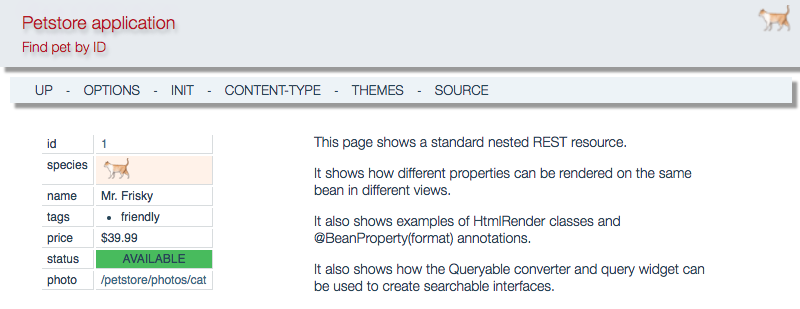 Petstore application
Find pet by ID
UP - OPTIONS - INIT - CONTENT-TYPE - THEMES - SOURCE
id 1
species
name Mr. Frisky
tags • friendly
price $39.99
status AVAILABLE
photo /petstore/photos/cat
This page shows a standard nested REST resource.
It shows how different properties can be rendered on the same
bean in different views.
It also shows examples of HtmlRender classes and
@BeanProperty(format) annotations.
It also shows how the Queryable converter and query widget can
be used to create searchable interfaces.